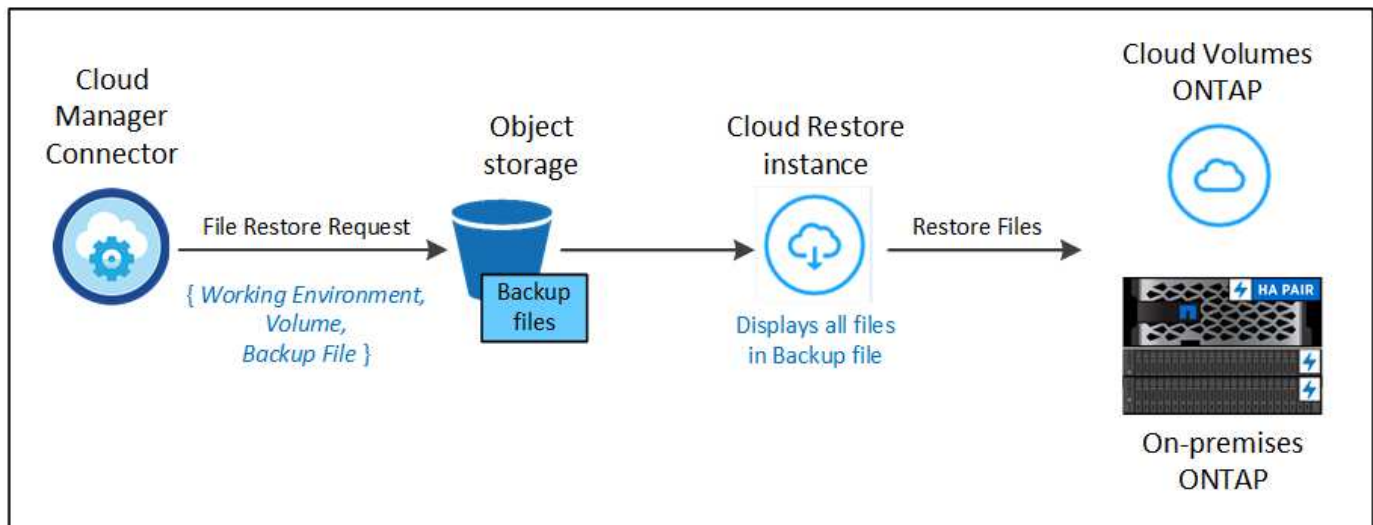 Cloud
Manager
Connector
File Restore Request
{ Working Environment,
Volume,
Backup File }
Object
storage
Backup
files
Cloud Restore
instance
Displays all files
in Backup file
Restore Files
Cloud Volumes
ONTAP
HA PAIR
On-premises
ONTAP